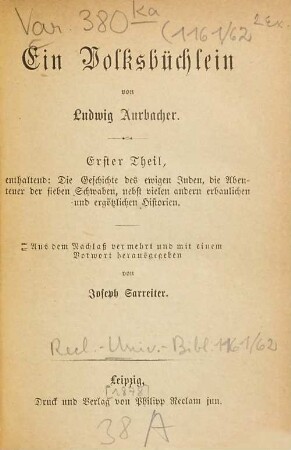 Var. 380 ka
(1161/62 2 Ex.
Ein Volksbüchlein
von
Ludwig Aurbacher.
Erster Theil,
enthaltend: Die Geschichte des ewigen Juden, die Aben-
teuer der sieben Schwaben, nebst vielen andern erbaulichen
und ergötzlichen Historien.
Aus dem Nachlaß vermehrt und mit einem
Vorwort herausgegeben
von
Joseph Sarreiter.
Recl.-Univ.-Bibl. 1161/62
Leipzig,
[1878]
Druck und Verlag von Philipp Reclam jun.
38 A